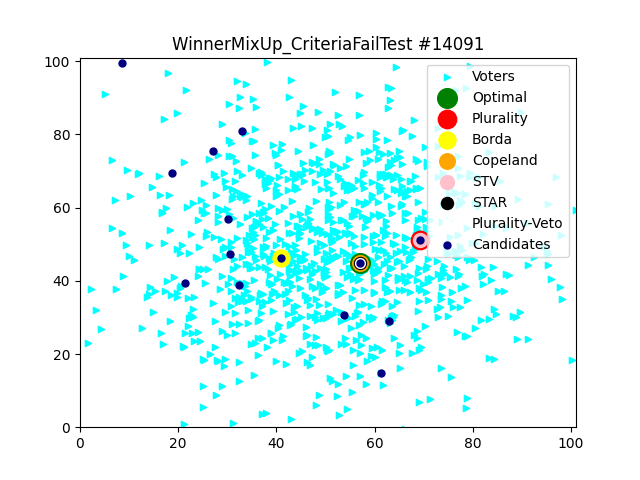 WinnerMixUp_CriteriaFailTest #14091
100
80
60
40
20
0
0 20 40 60 80 100
Voters
Optimal
Plurality
Borda
Copeland
STV
STAR
Plurality-Veto
Candidates